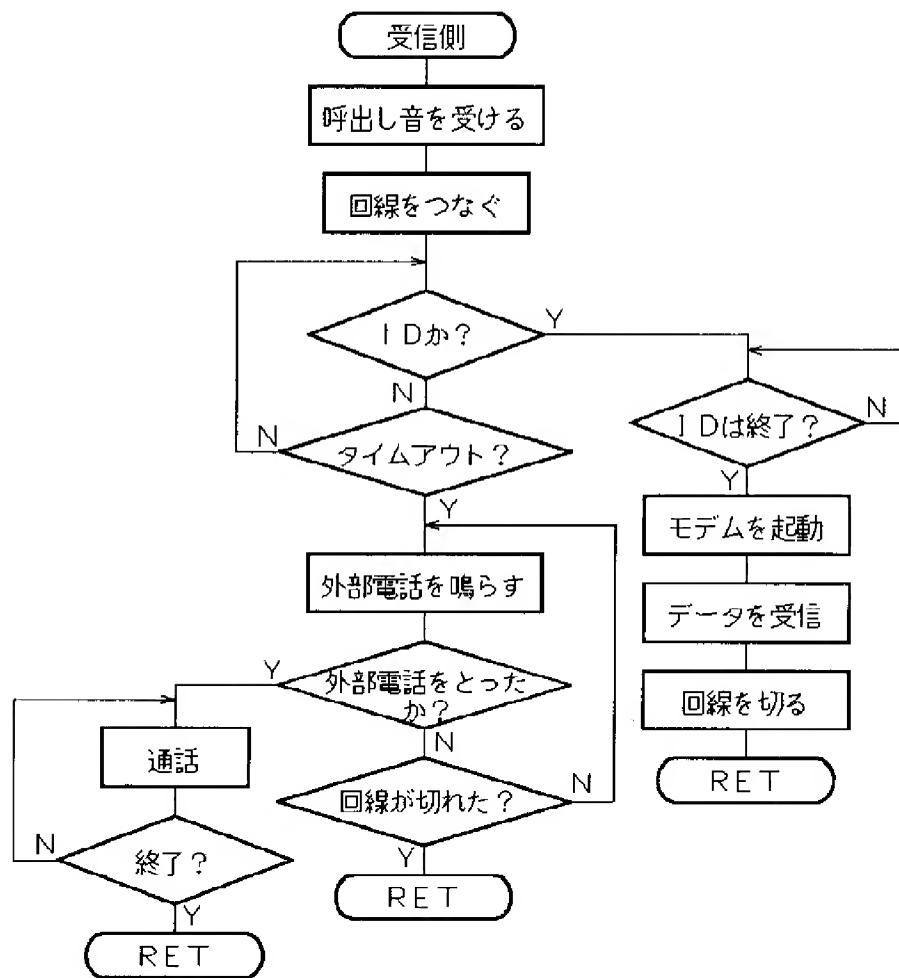 受信側
呼出し音を受ける
回線をつなぐ
IDか?
Y
N
タイムアウト?
N
Y
IDは終了?
N
Y
モデムを起動
データを受信
回線を切る
RET
外部電話を鳴らす
外部電話をとった
か?
Y
N
回線が切れた?
N
Y
RET
通話
終了?
N
Y
RET